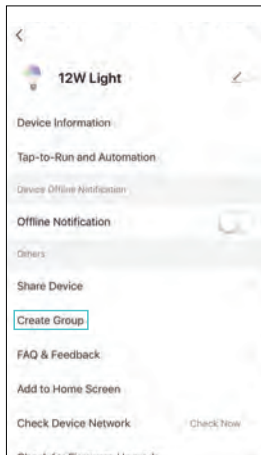 12W Light
Device Information
Tap-to-Run and Automation
Device Offline Notification
Offline Notification
Others
Share Device
Create Group
FAQ & Feedback
Add to Home Screen
Check Device Network Check Now